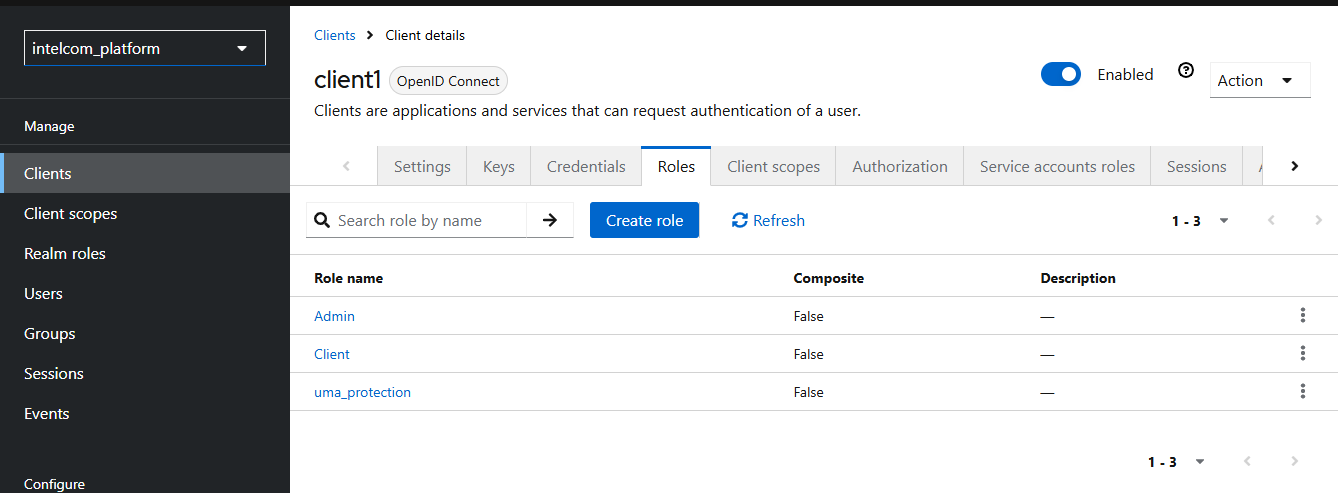 intelcom_platform
Manage
Clients
Client scopes
Realm roles
Users
Groups
Sessions
Events
Configure
Clients Client details
client1 OpenID Connect Enabled Action
Clients are applications and services that can request authentication of a user.
Settings Keys Credentials Roles Client scopes Authorization Service accounts roles Sessions
Search role by name Create role Refresh 1 - 3
Role name Composite Description
Admin False —
Client False —
uma_protection False —
1 - 3